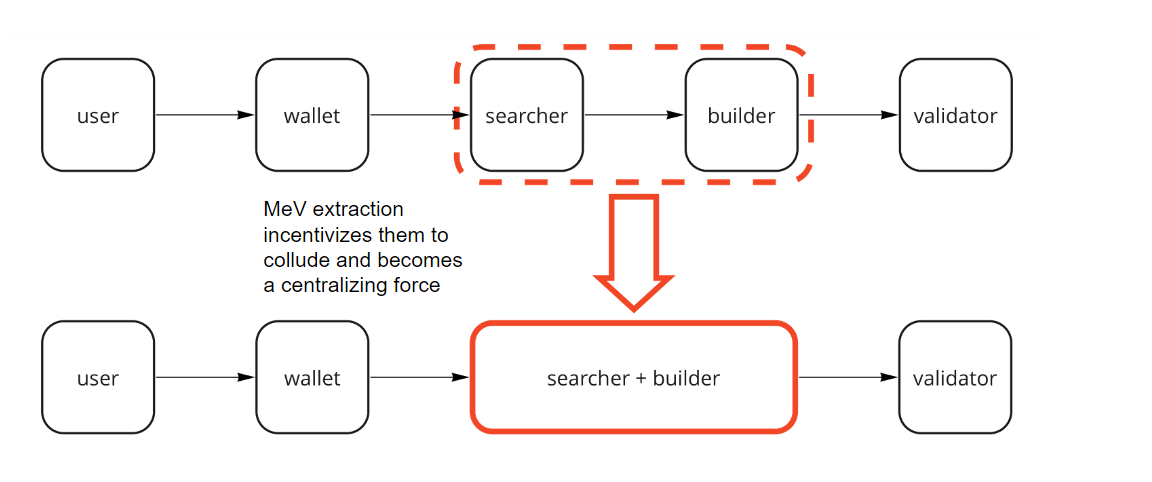 user
wallet
searcher
builder
validator
MeV extraction
incentivizes them to
collude and becomes
a centralizing force
user
wallet
searcher + builder
validator